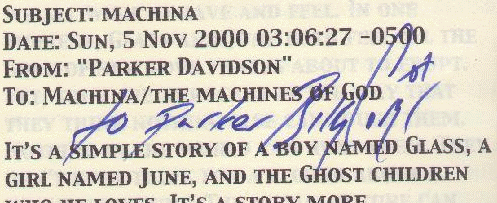 SUBJECT: MACHINA
DATE: SUN, 5 NOV 2000 03:06:27 -0500
FROM: "PARKER DAVIDSON"
TO: MACHINA/THE MACHINES OF GOD
to Parker
IT'S A SIMPLE STORY OF A BOY NAMED GLASS, A
GIRL NAMED JUNE, AND THE GHOST CHILDREN
WHO HE LOVES. IT'S A STORY MORE